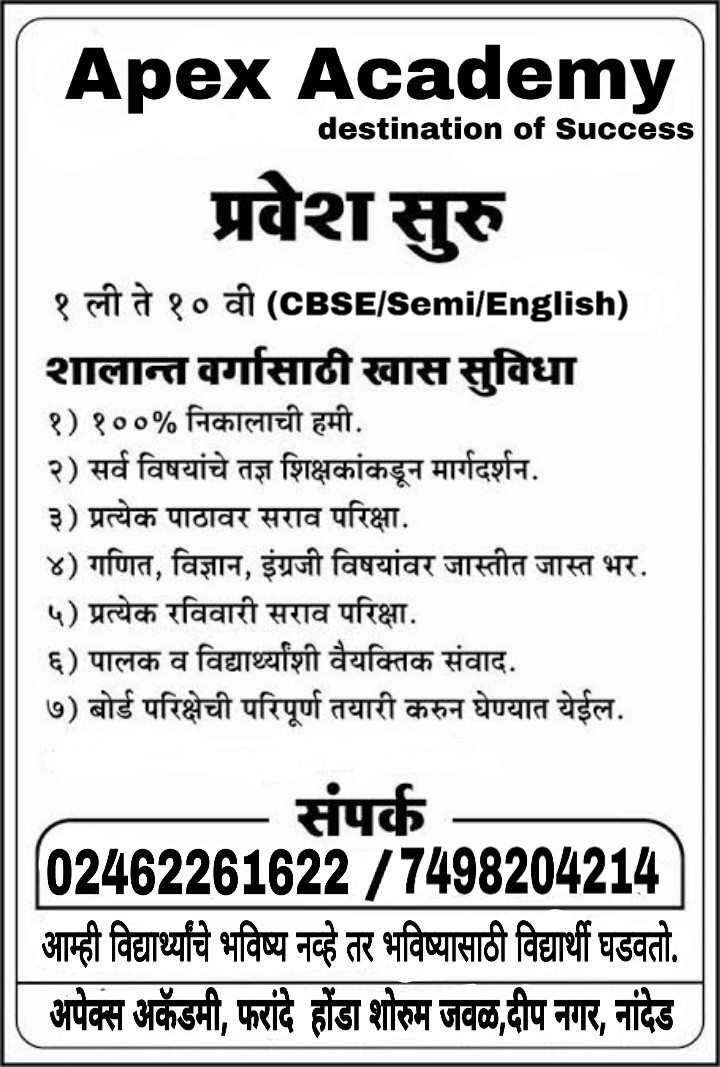 Apex Academy
destination of Success
प्रवेश सुरु
१ ली ते १० वी (CBSE/Semi/English)
शालान्त वर्गासाठी खास सुविधा
१) १००% निकालाची हमी.
२) सर्व विषयांचे तज्ञ शिक्षकांकडून मार्गदर्शन.
३) प्रत्येक पाठावर सराव परिक्षा.
४) गणित, विज्ञान, इंग्रजी विषयांवर जास्तीत जास्त भर.
५) प्रत्येक रविवारी सराव परिक्षा.
६) पालक व विद्यार्थ्यांशी वैयक्तिक संवाद.
७) बोर्ड परिक्षेची परिपूर्ण तयारी करुन घेण्यात येईल.
संपर्क
02462261622 / 7498204214
आम्ही विद्यार्थ्यांचे भविष्य नव्हे तर भविष्यासाठी विद्यार्थी घडवतो.
अपेक्स अकॅडमी, फरांदे होंडा शोरुम जवळ,दीप नगर, नांदेड